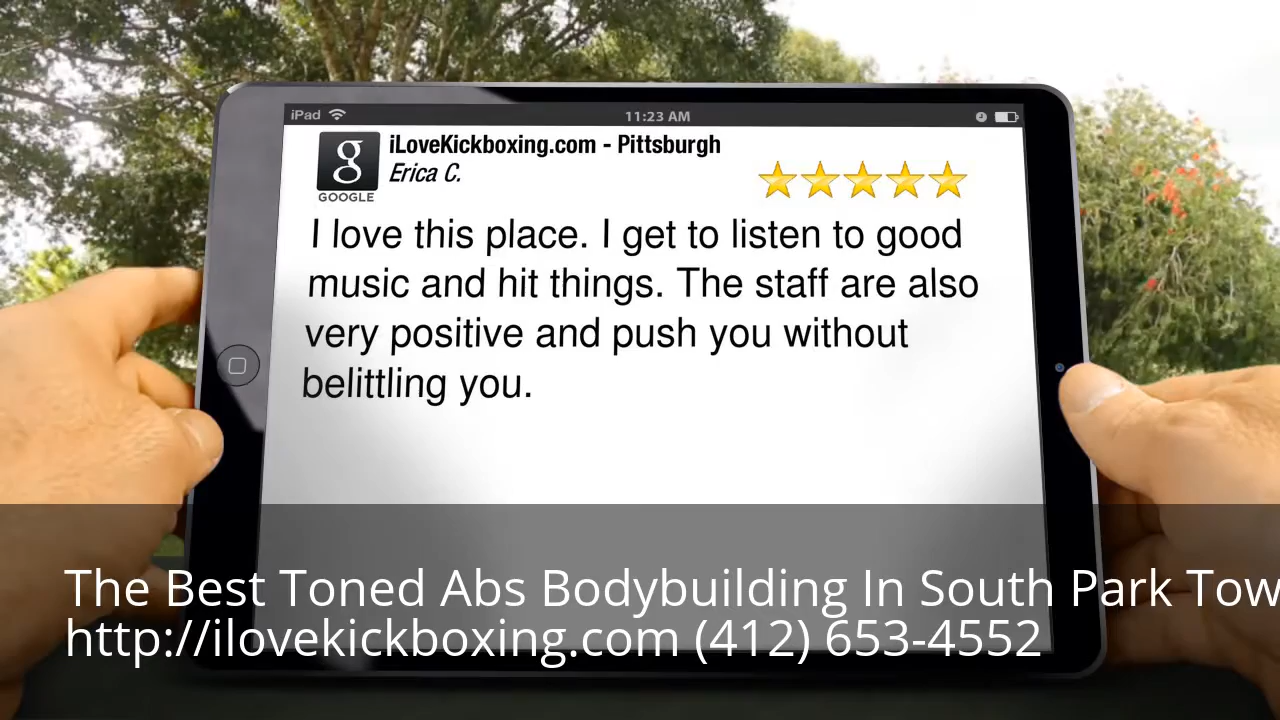 iPad
11:23 AM
g
GOOGLE
iLoveKickboxing.com - Pittsburgh
Erica C.
I love this place. I get to listen to good
music and hit things. The staff are also
very positive and push you without
belittling you.
The Best Toned Abs Bodybuilding In South Park Tow
http://ilovekickboxing.com (412) 653-4552